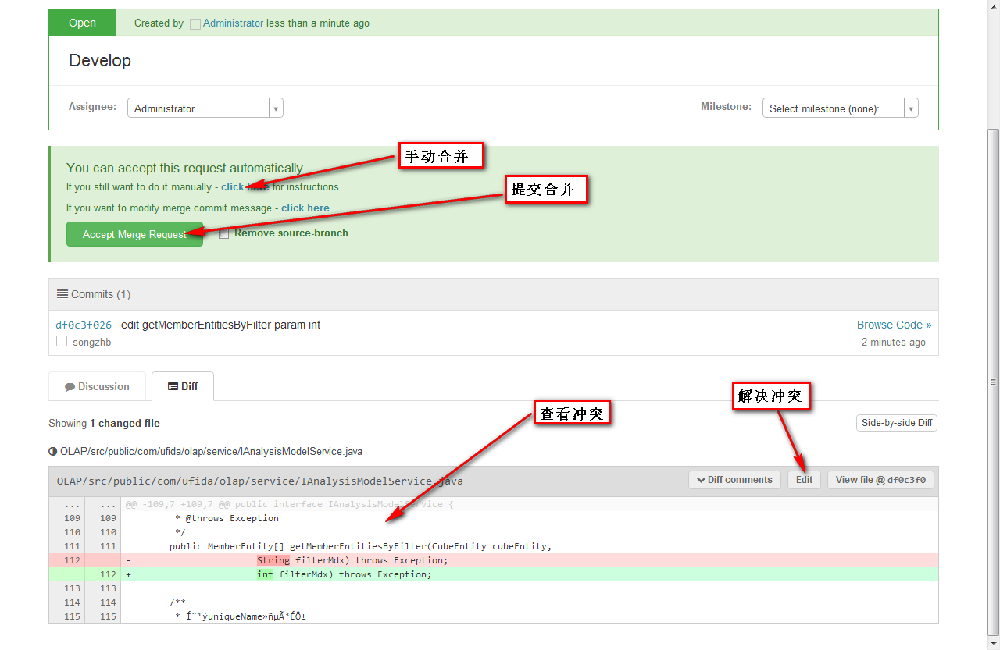 Open Created by Administrator less than a minute ago
Develop
Assignee: Administrator Milestone: Select milestone (none):
手动合并
You can accept this request automatically.
If you still want to do it manually - click here for instructions.
提交合并
If you want to modify merge commit message - click here
Accept Merge Request Remove source-branch
Commits (1)
df0c3f026 edit getMemberEntitiesByFilter param int Browse Code »
songzhb 2 minutes ago
Discussion Diff
解决冲突
查看冲突
Showing 1 changed file Side-by-side Diff
OLAP/src/public/com/ufida/olap/service/IAnalysisModelService.java
OLAP/src/public/com/ufida/olap/service/IAnalysisModelService.java Diff comments Edit View file @ df0c3f0
... ... @@ -109,7 +109,7 @@ public interface IAnalysisModelService {
109 109 * @throws Exception
110 110 */
111 111 public MemberEntity[] getMemberEntitiesByFilter(CubeEntity cubeEntity,
112 - String filterMdx) throws Exception;
112 + int filterMdx) throws Exception;
113 113
114 114 /**
115 115 * Í¨¹ýuniqueName»ñµÃ³ÉÔ±